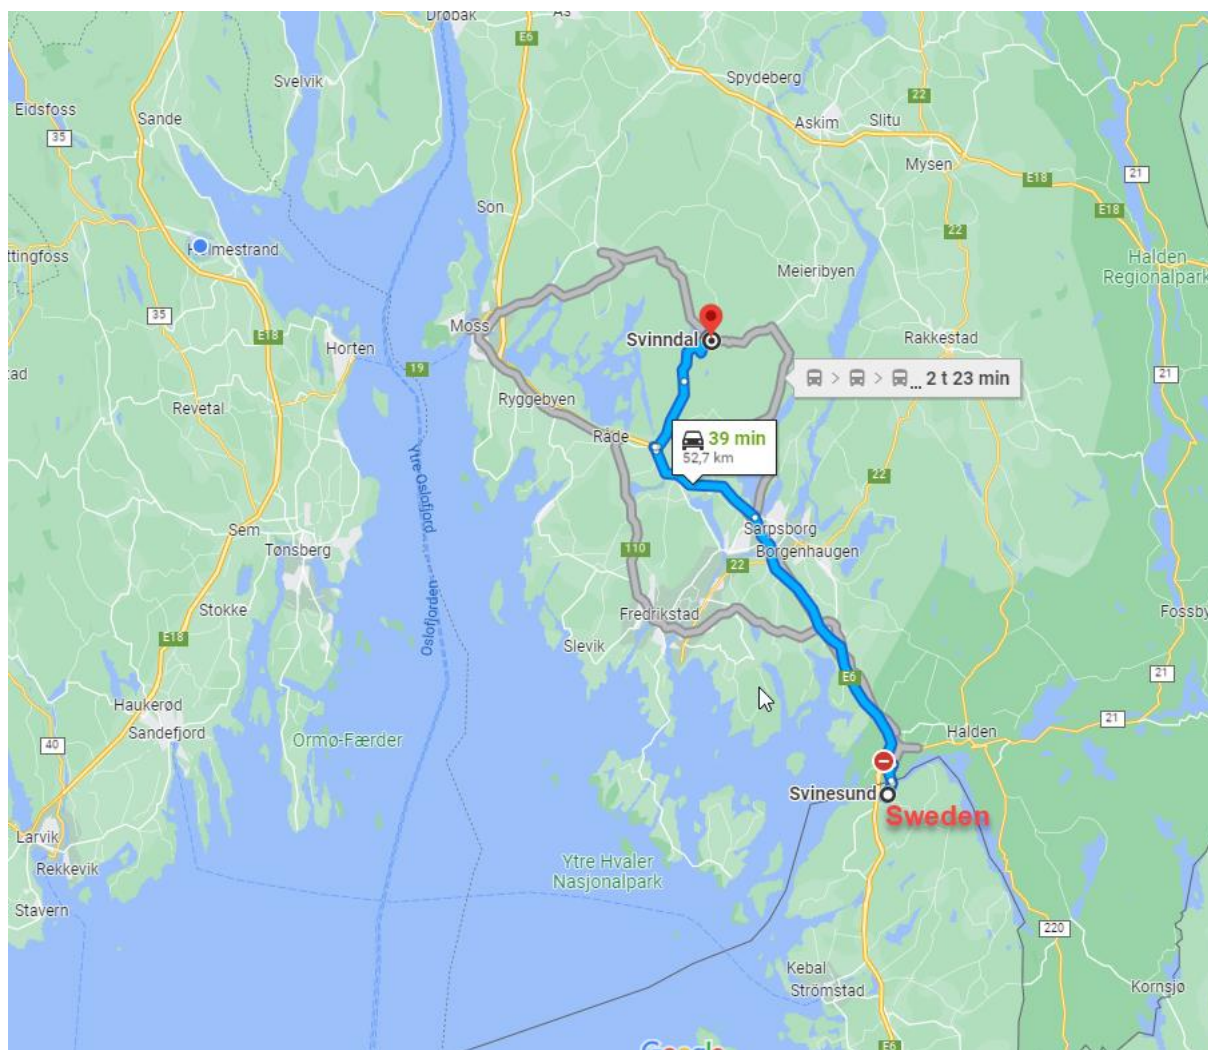 Drøbak
Ås
E6
Svelvik
Spydeberg
22
Eidsfoss
Sande
Askim
Slitu
35
Mysen
21
E18
Son
E18
22
Holmestrand
ttingfoss
Meieribyen
Halden
Regionalpark
35
Moss
E18
Svinndal
Rakkestad
Horten
19
ad
2 t 23 min
21
Revetal
Ryggebyen
Råde
39 min
52,7 km
Ytre Oslofjord
22
Sem
Sarpsborg
Tønsberg
110
Borgenhaugen
22
Oslofjorden
Stokke
Fredrikstad
Fossby
E18
Slevik
21
E6
Haukerød
21
Sandefjord
Halden
40
Ormø-Færder
Svinesund
Sweden
Larvik
Rekkevik
Ytre Hvaler
Nasjonalpark
Stavern
220
Kebal
Strömstad
Kornsjø
E6
Google